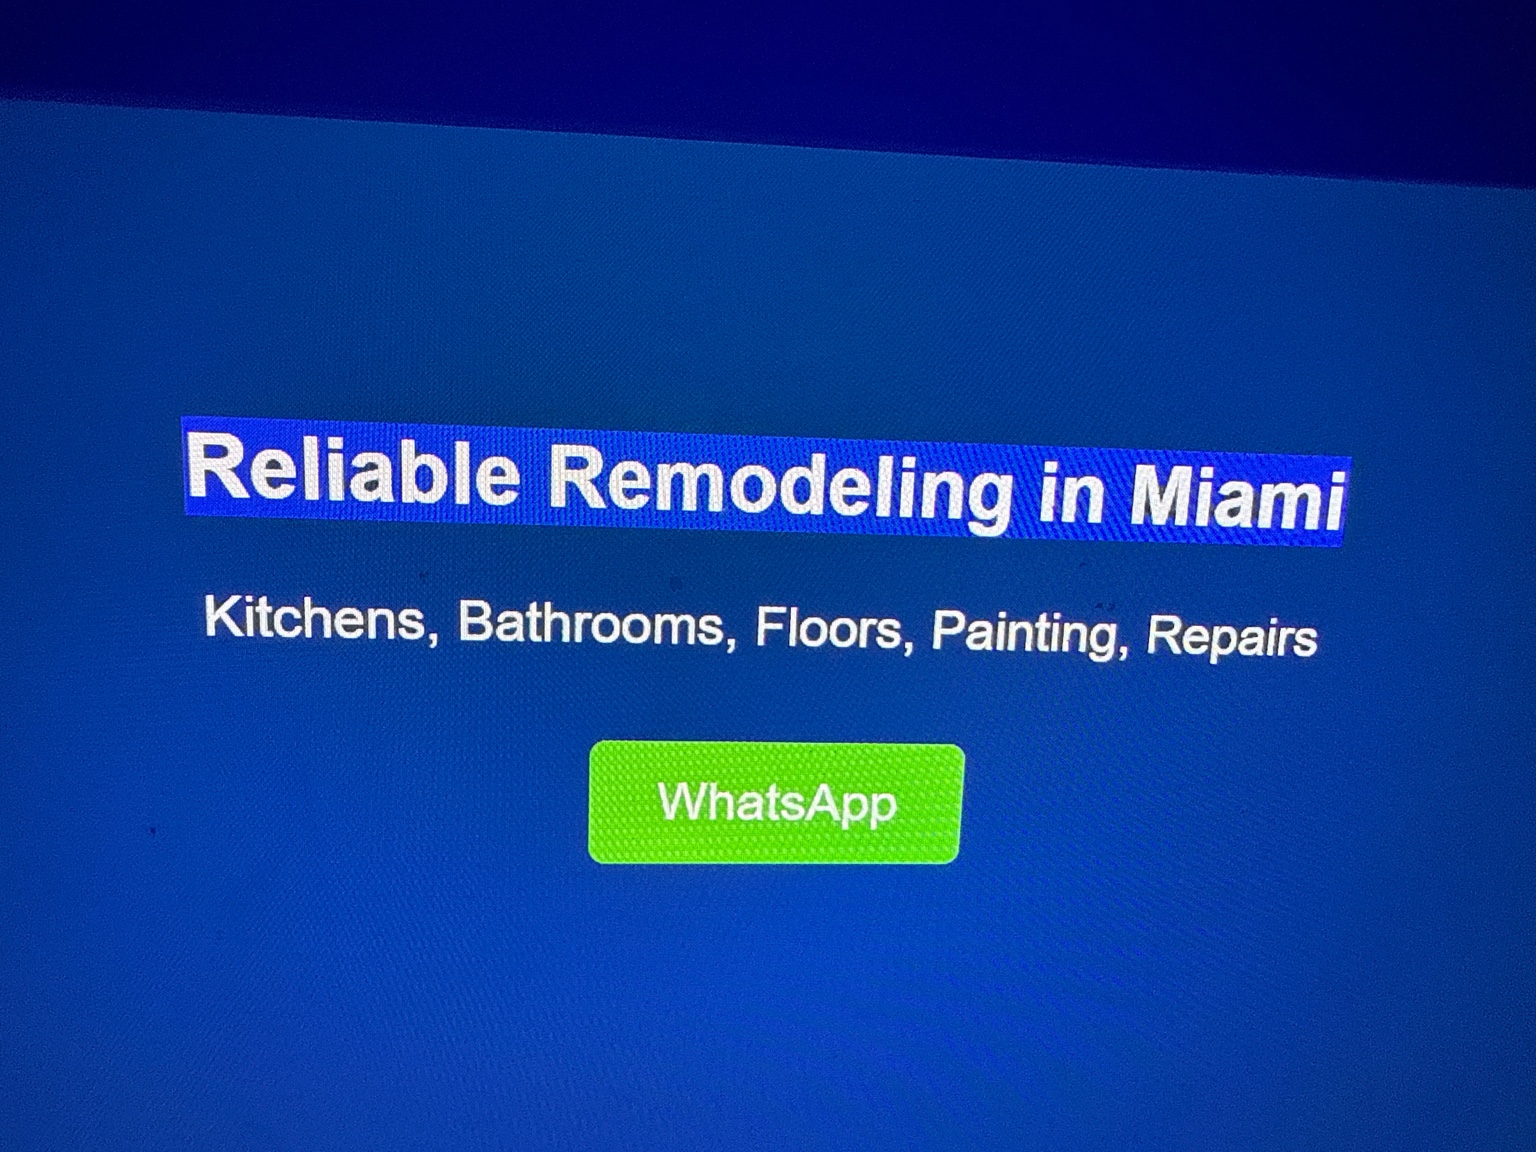 Reliable Remodeling in Miami
Kitchens, Bathrooms, Floors, Painting, Repairs
WhatsApp